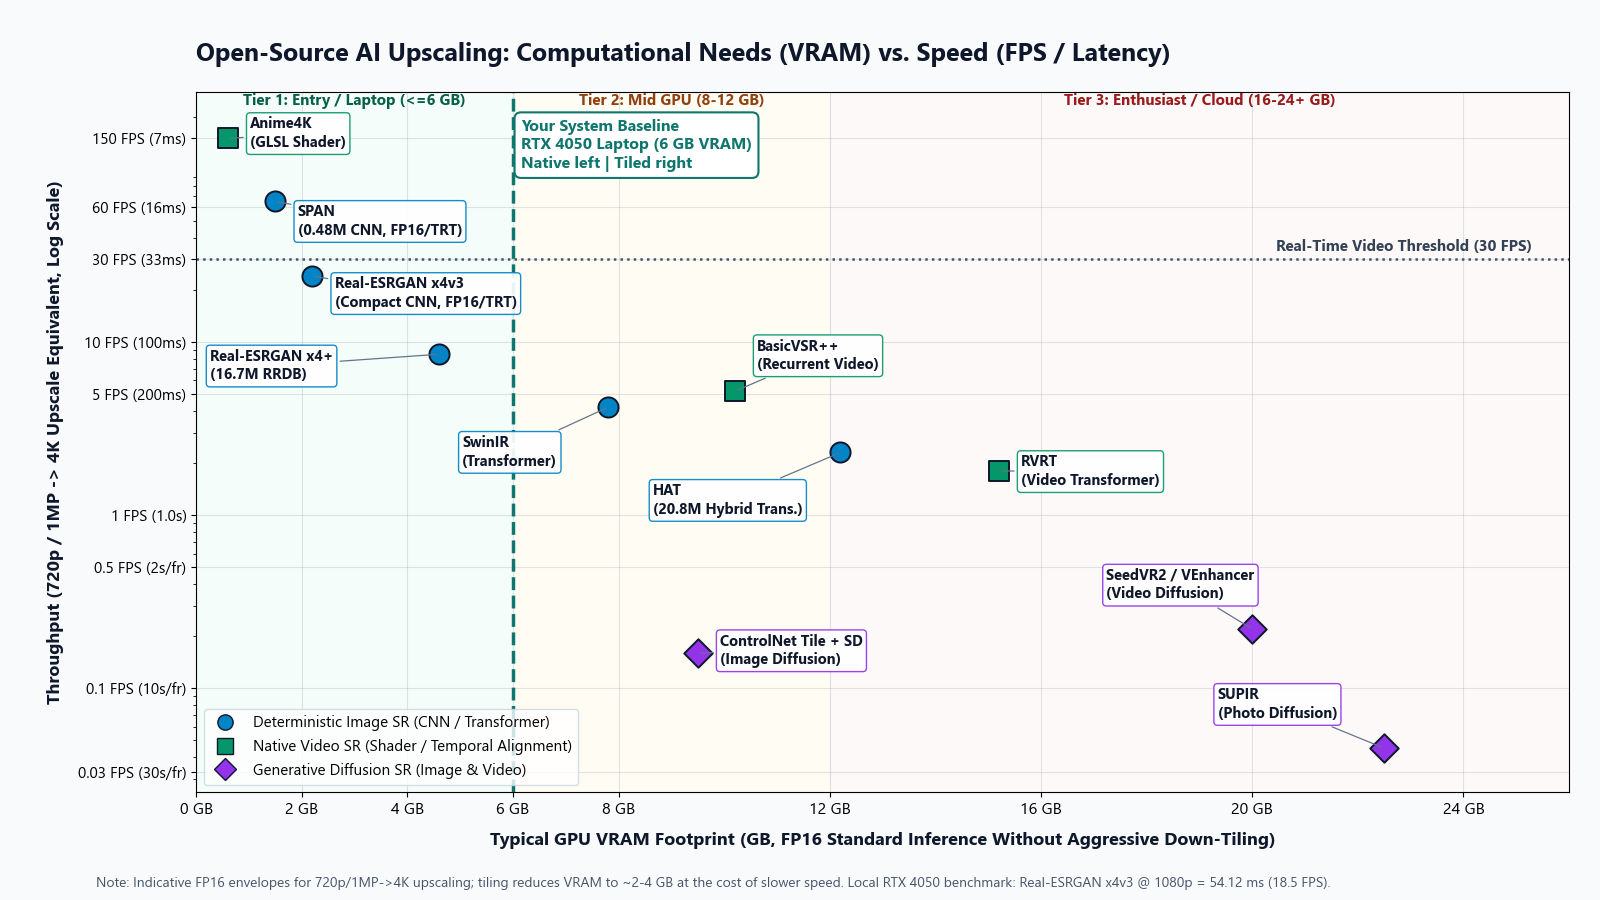 Open-Source AI Upscaling: Computational Needs (VRAM) vs. Speed (FPS / Latency)
Tier 1: Entry / Laptop (<=6 GB)
Tier 2: Mid GPU (8-12 GB)
Tier 3: Enthusiast / Cloud (16-24+ GB)
Anime4K
(GLSL Shader)
Your System Baseline
RTX 4050 Laptop (6 GB VRAM)
Native left | Tiled right
SPAN
(0.48M CNN, FP16/TRT)
Real-Time Video Threshold (30 FPS)
Real-ESRGAN x4v3
(Compact CNN, FP16/TRT)
Real-ESRGAN x4+
(16.7M RRDB)
BasicVSR++
(Recurrent Video)
SwinIR
(Transformer)
HAT
(20.8M Hybrid Trans.)
RVRT
(Video Transformer)
SeedVR2 / VEnhancer
(Video Diffusion)
ControlNet Tile + SD
(Image Diffusion)
SUPIR
(Photo Diffusion)
Throughput (720p / 1MP -> 4K Upscale Equivalent, Log Scale)
150 FPS (7ms)
60 FPS (16ms)
30 FPS (33ms)
10 FPS (100ms)
5 FPS (200ms)
1 FPS (1.0s)
0.5 FPS (2s/fr)
0.1 FPS (10s/fr)
0.03 FPS (30s/fr)
Deterministic Image SR (CNN / Transformer)
Native Video SR (Shader / Temporal Alignment)
Generative Diffusion SR (Image & Video)
0 GB
2 GB
4 GB
6 GB
8 GB
12 GB
16 GB
20 GB
24 GB
Typical GPU VRAM Footprint (GB, FP16 Standard Inference Without Aggressive Down-Tiling)
Note: Indicative FP16 envelopes for 720p/1MP->4K upscaling; tiling reduces VRAM to ~2-4 GB at the cost of slower speed. Local RTX 4050 benchmark: Real-ESRGAN x4v3 @ 1080p = 54.12 ms (18.5 FPS).